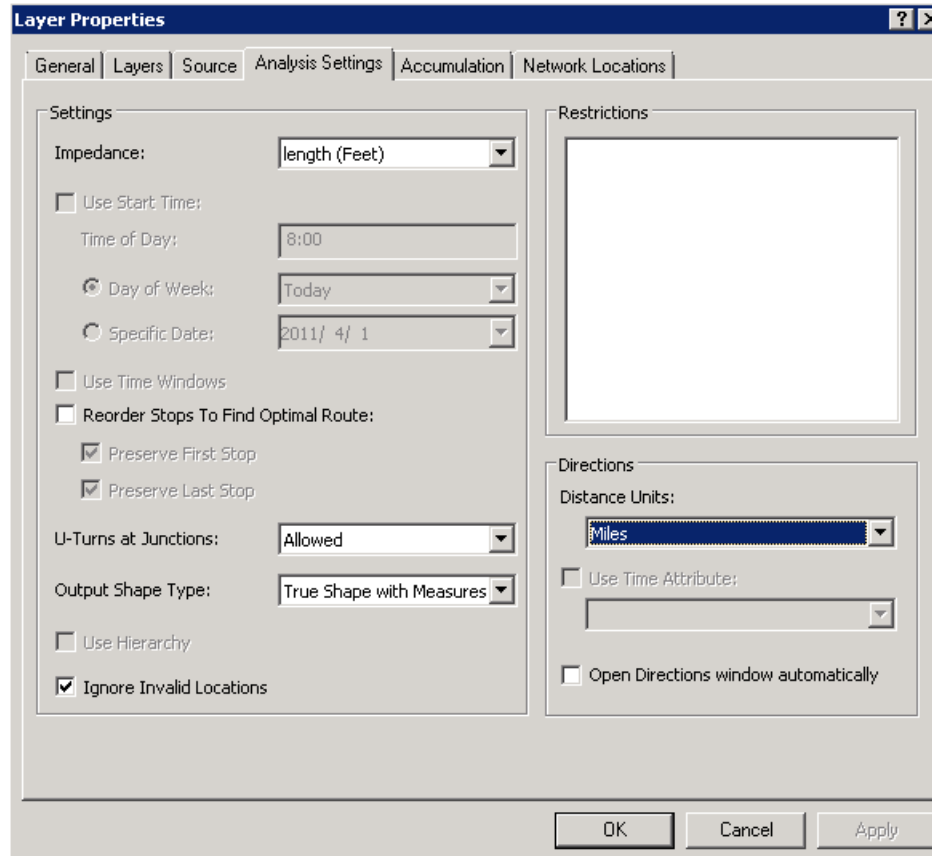 Layer Properties
General Layers Source Analysis Settings Accumulation Network Locations
Settings
Impedance: length (Feet)
Use Start Time:
Time of Day: 8:00
Day of Week: Today
Specific Date: 2011/ 4/ 1
Use Time Windows
Reorder Stops To Find Optimal Route:
Preserve First Stop
Preserve Last Stop
U-Turns at Junctions: Allowed
Output Shape Type: True Shape with Measures
Use Hierarchy
Ignore Invalid Locations
Restrictions
Directions
Distance Units:
Miles
Use Time Attribute:
Open Directions window automatically
OK Cancel Apply